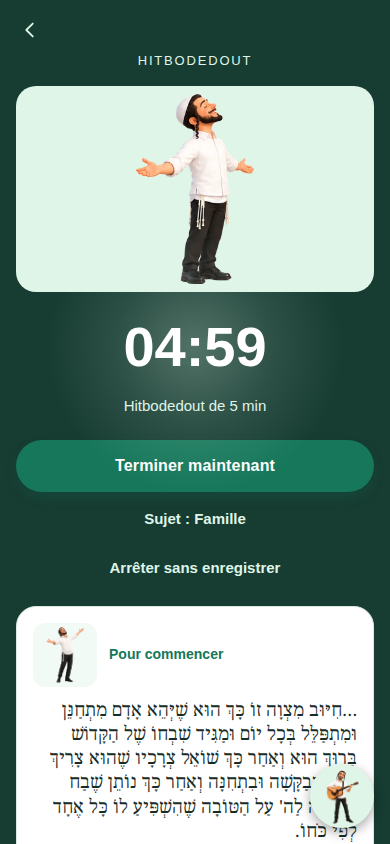 HITBODEDOUT
04:59
Hitbodedout de 5 min
Terminer maintenant
Sujet : Famille
Arrêter sans enregistrer
Pour commencer
...חִיּוּב מִצְוָה זוֹ כָּךְ הוּא שֶׁיְּהֵא אָדָם מִתְחַנֵּן
וּמִתְפַּלֵּל בְּכָל יוֹם וּמַגִּיד שִׁבְחוֹ שֶׁל הַקָּדוֹשׁ
בָּרוּךְ הוּא וְאַחַר כָּךְ שׁוֹאֵל צְרָכָיו שֶׁהוּא צָרִיךְ
בְּבַקָּשָׁה וּבִתְחִנָּה וְאַחַר כָּךְ נוֹתֵן שֶׁבַח
לַה' עַל הַטּוֹבָה שֶׁהִשְׁפִּיעַ לוֹ כָּל אֶחָד
לְפִי כֹּחוֹ.